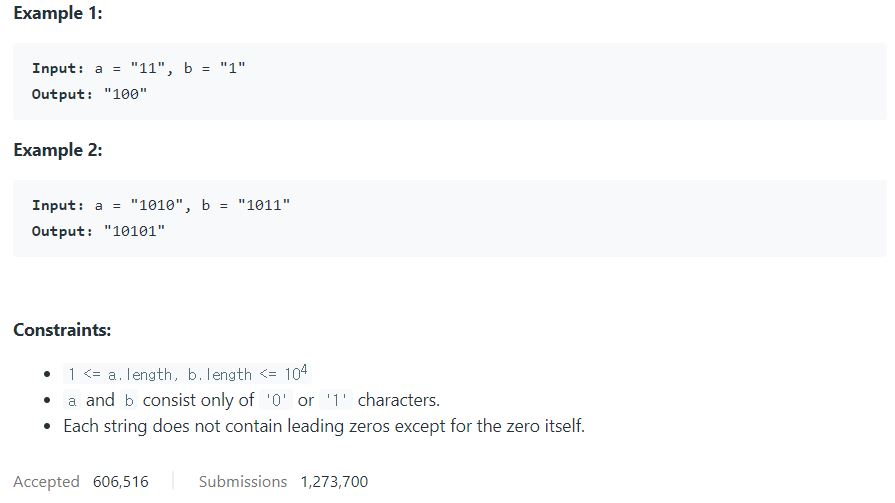 Example 1:
Input: a = "11", b = "1"
Output: "100"
Example 2:
Input: a = "1010", b = "1011"
Output: "10101"
Constraints:
• 1 <= a.length, b.length <= 10⁴
• a and b consist only of '0' or '1' characters.
• Each string does not contain leading zeros except for the zero itself.
Accepted 606,516 | Submissions 1,273,700